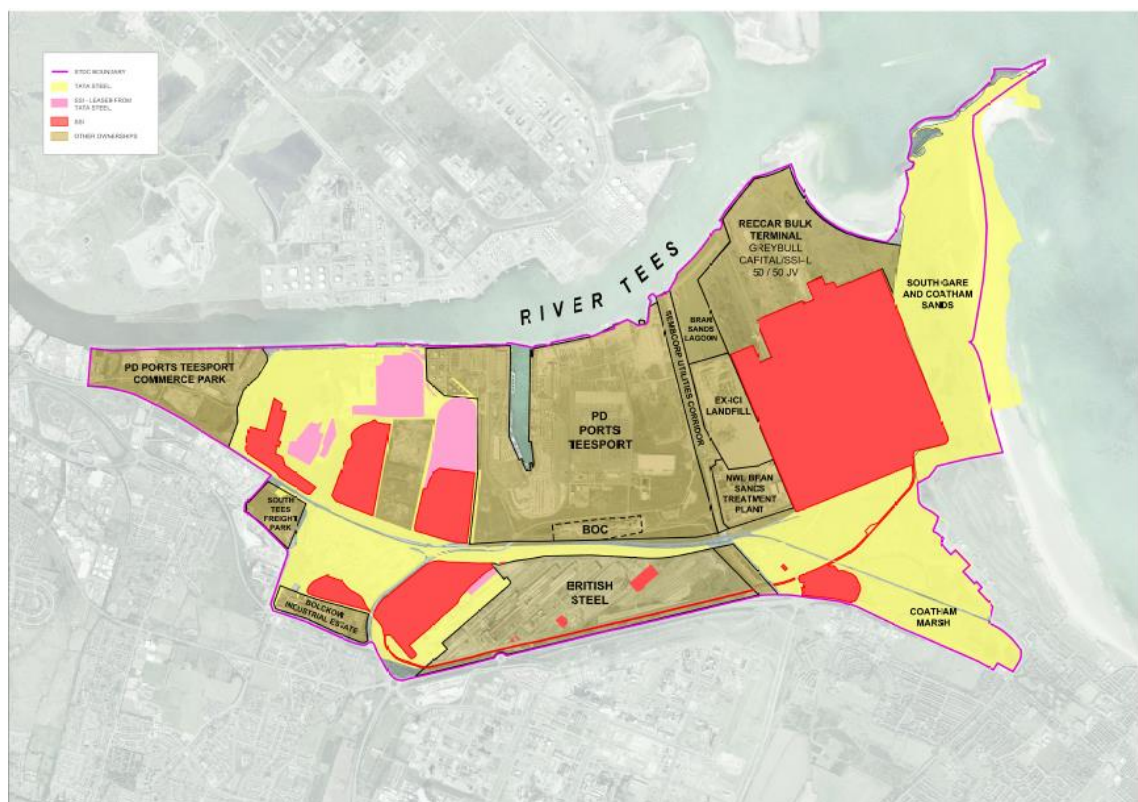 STDC BOUNDARY
TATA STEEL
SSI - LEASED FROM
TATA STEEL
SSI
OTHER OWNERSHIPS
RIVER TEES
REDCAR BULK
TERMINAL
GREYBULL
CAPITAL/SSI-L
50 / 50 JV
SOUTH GARE
AND COATHAM
SANDS
BRAN
SANDS
LAGOON
SEMBCORP UTILITIES CORRIDOR
PD PORTS TEESPORT
COMMERCE PARK
EX-ICI
LANDFILL
PD
PORTS
TEESPORT
NWL BRAN
SANDS
TREATMENT
PLANT
SOUTH
TEES
FREIGHT
PARK
BOC
BRITISH
STEEL
BOLCKOW
INDUSTRIAL ESTATE
COATHAM
MARSH